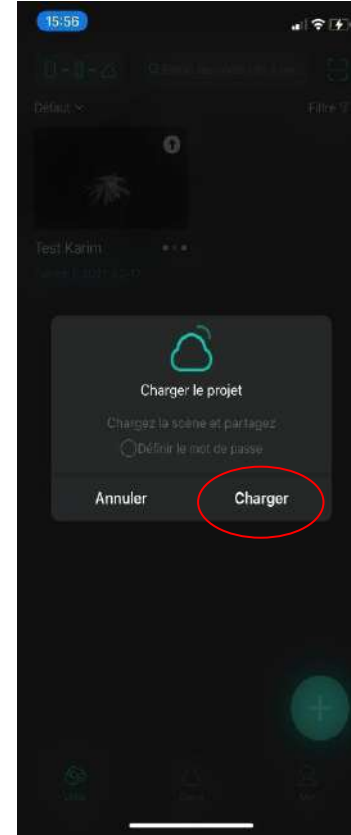 15:56
Défaut
Filtre
Test Karim
Charger le projet
Chargez la scène et partagez
Définir le mot de passe
Annuler
Charger